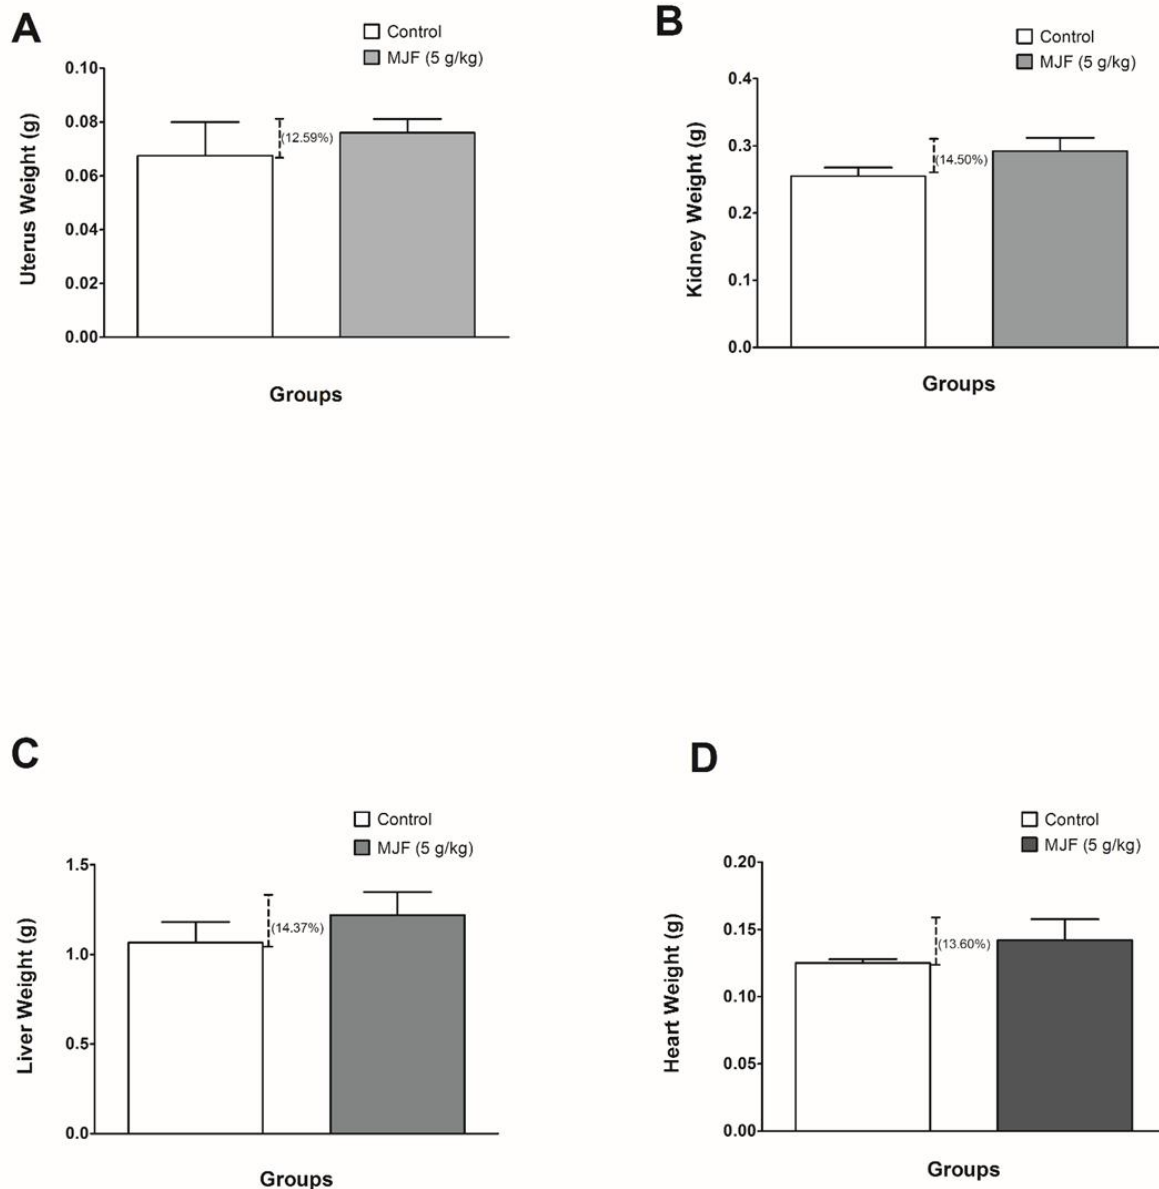 A
Control
MJF (5 g/kg)
Uterus Weight (g)
0.10
0.08
0.06
0.04
0.02
0.00
(12.59%)
Groups
B
Control
MJF (5 g/kg)
Kidney Weight (g)
0.4
0.3
0.2
0.1
0.0
(14.50%)
Groups
C
Control
MJF (5 g/kg)
Liver Weight (g)
1.5
1.0
0.5
0.0
(14.37%)
Groups
D
Control
MJF (5 g/kg)
Heart Weight (g)
0.20
0.15
0.10
0.05
0.00
(13.60%)
Groups